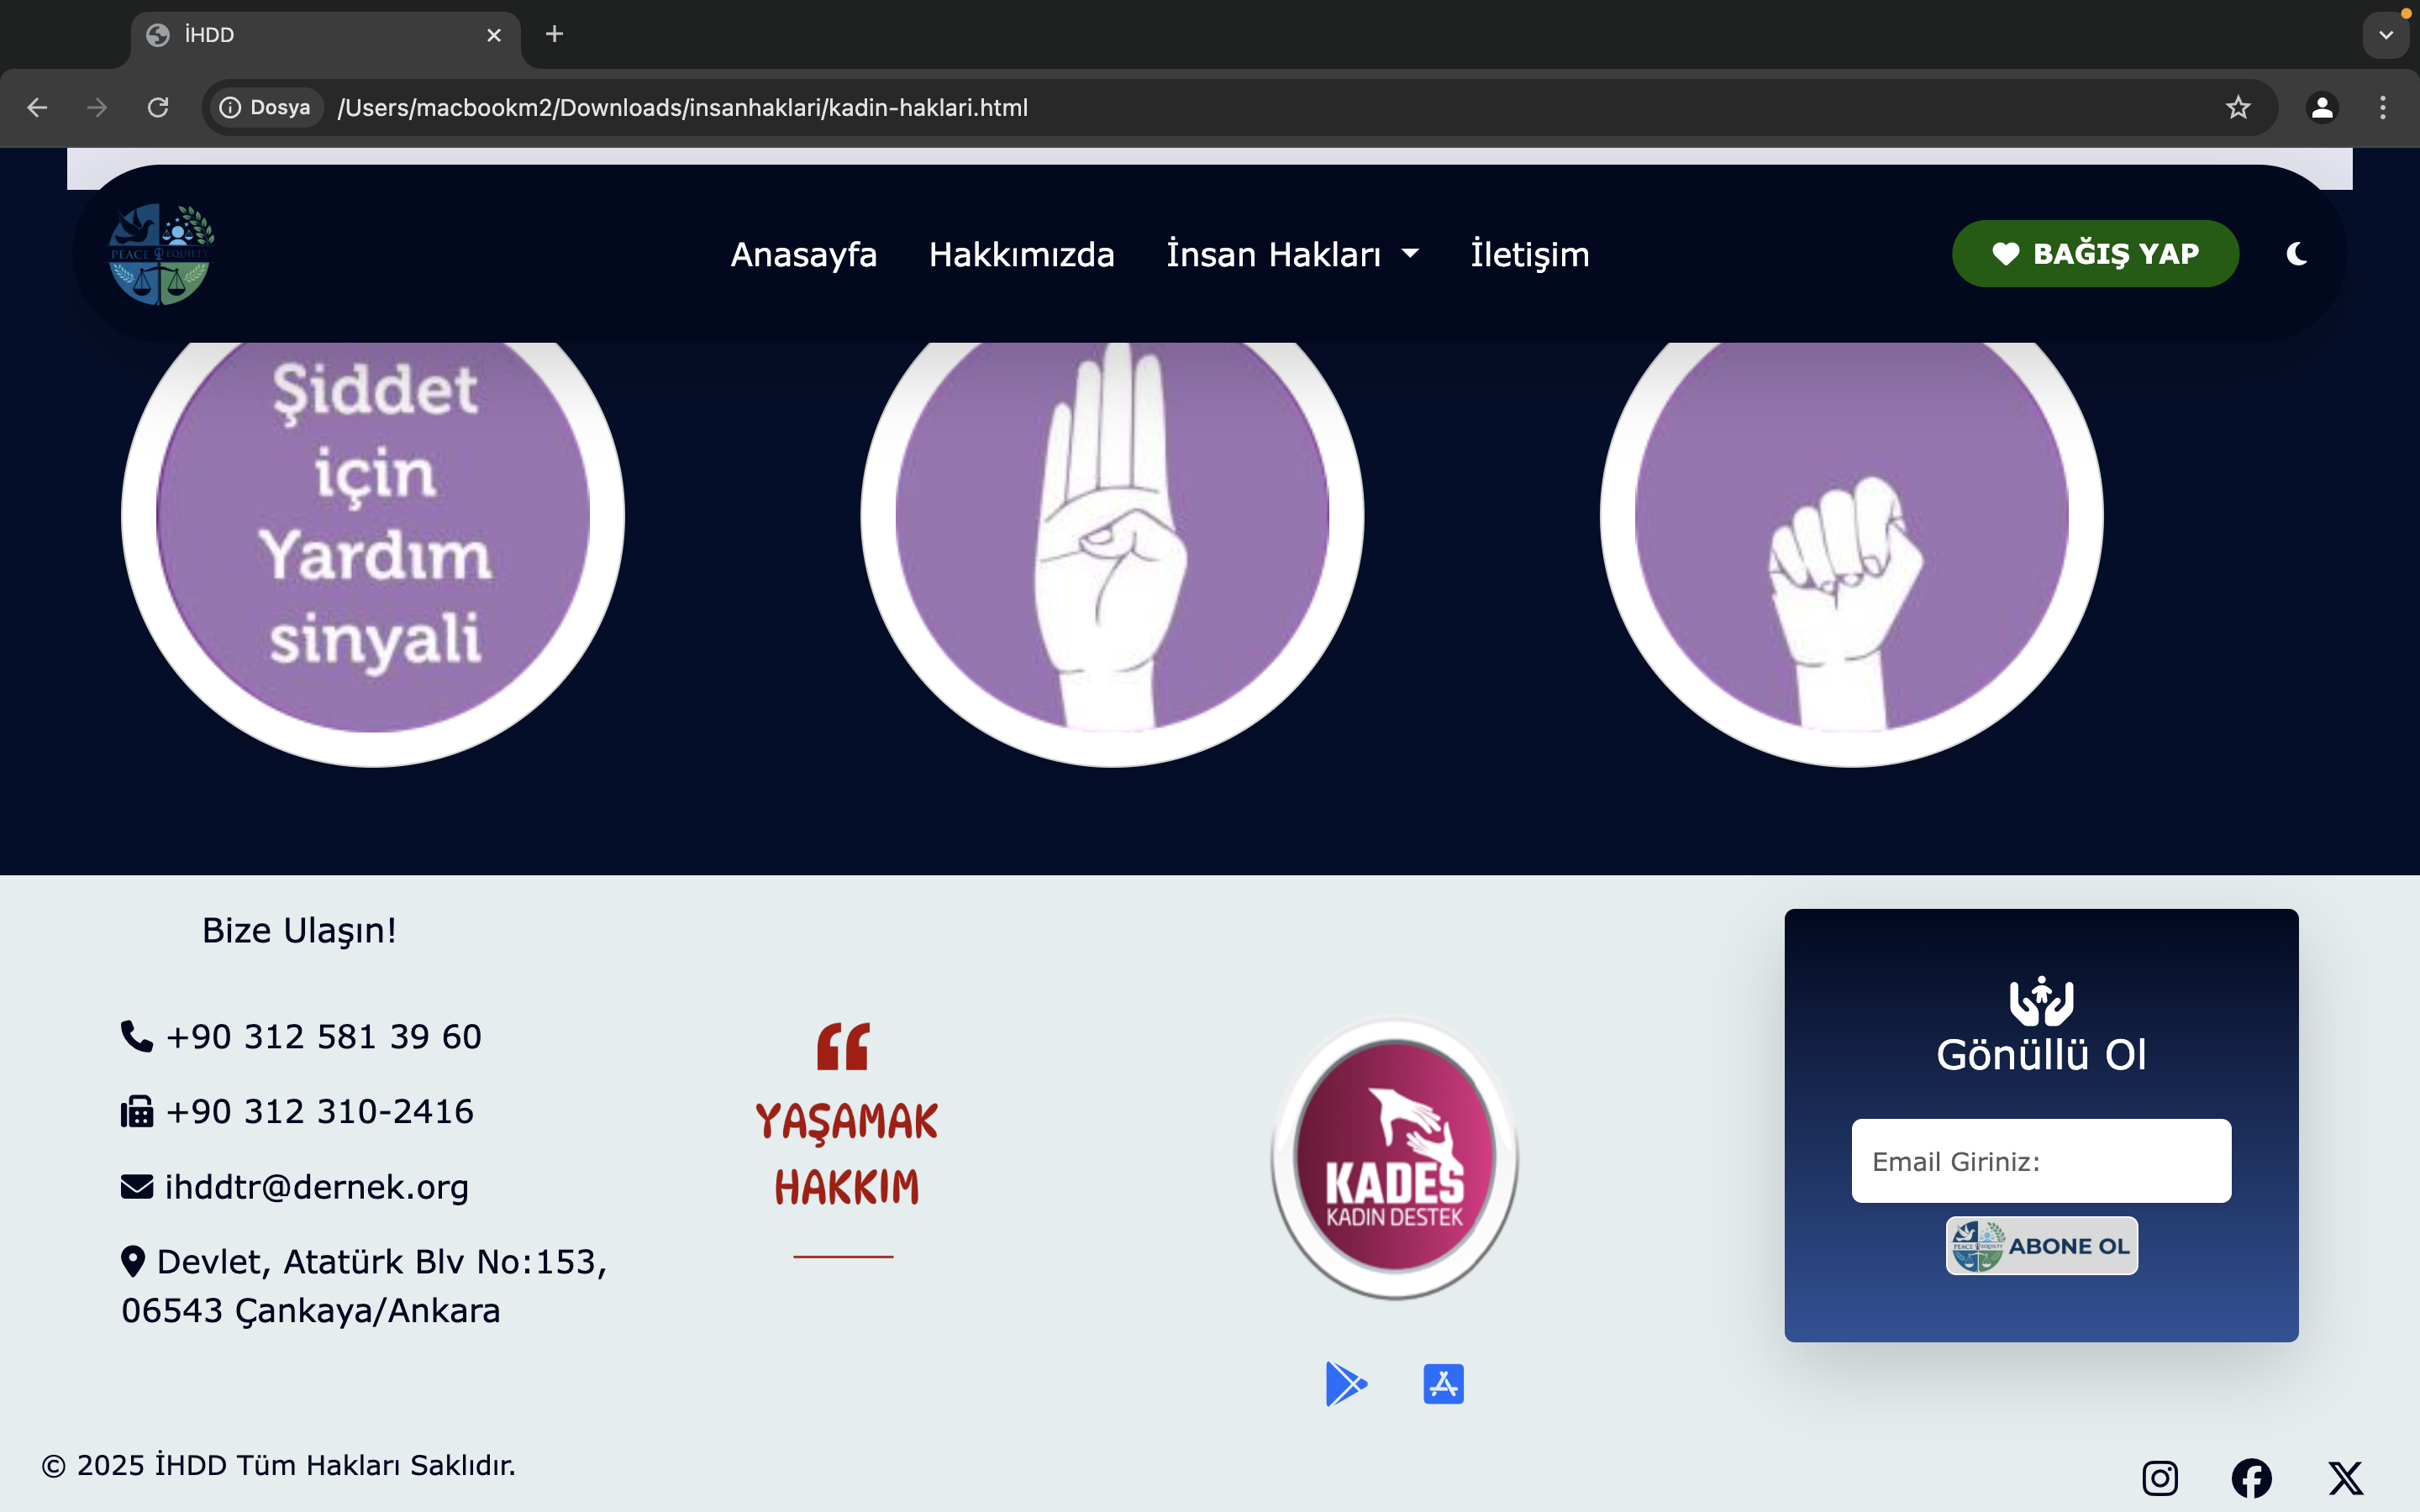 İHDD
Dosya
/Users/macbookm2/Downloads/insanhaklari/kadin-haklari.html
PEACE EQUILTY
Anasayfa
Hakkımızda
İnsan Hakları
İletişim
BAĞIŞ YAP
Şiddet
için
Yardım
sinyali
Bize Ulaşın!
+90 312 581 39 60
+90 312 310-2416
ihddtr@dernek.org
Devlet, Atatürk Blv No:153,
06543 Çankaya/Ankara
YAŞAMAK
HAKKIM
KADES
KADIN DESTEK
Gönüllü Ol
Email Giriniz:
PEACE EQUILTY
ABONE OL
© 2025 İHDD Tüm Hakları Saklıdır.